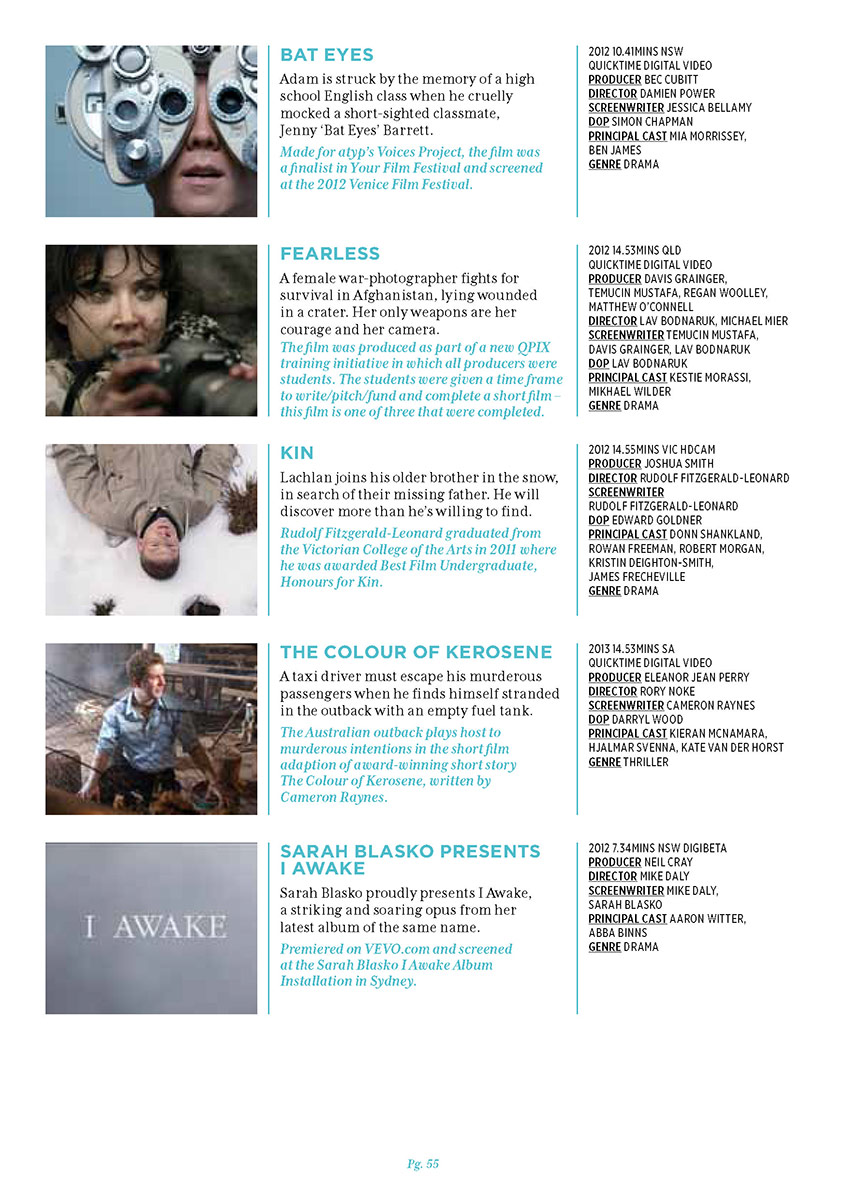 BAT EYES
Adam is struck by the memory of a high
school English class when he cruelly
mocked a short-sighted classmate,
Jenny ‘Bat Eyes’ Barrett.
Made for atyp’s Voices Project, the film was
a finalist in Your Film Festival and screened
at the 2012 Venice Film Festival.
2012 10.41MINS NSW
QUICKTIME DIGITAL VIDEO
PRODUCER BEC CUBITT
DIRECTOR DAMIEN POWER
SCREENWRITER JESSICA BELLAMY
DOP SIMON CHAPMAN
PRINCIPAL CAST MIA MORRISSEY,
BEN JAMES
GENRE DRAMA
FEARLESS
A female war-photographer fights for
survival in Afghanistan, lying wounded
in a crater. Her only weapons are her
courage and her camera.
The film was produced as part of a new QPIX
training initiative in which all producers were
students. The students were given a time frame
to write/pitch/fund and complete a short film –
this film is one of three that were completed.
2012 14.53MINS QLD
QUICKTIME DIGITAL VIDEO
PRODUCER DAVIS GRAINGER,
TEMUCIN MUSTAFA, REGAN WOOLLEY,
MATTHEW O’CONNELL
DIRECTOR LAV BODNARUK, MICHAEL MIER
SCREENWRITER TEMUCIN MUSTAFA,
DAVIS GRAINGER, LAV BODNARUK
DOP LAV BODNARUK
PRINCIPAL CAST KESTIE MORASSI,
MIKHAEL WILDER
GENRE DRAMA
KIN
Lachlan joins his older brother in the snow,
in search of their missing father. He will
discover more than he’s willing to find.
Rudolf Fitzgerald-Leonard graduated from
the Victorian College of the Arts in 2011 where
he was awarded Best Film Undergraduate,
Honours for Kin.
2012 14.55MINS VIC HDCAM
PRODUCER JOSHUA SMITH
DIRECTOR RUDOLF FITZGERALD-LEONARD
SCREENWRITER
RUDOLF FITZGERALD-LEONARD
DOP EDWARD GOLDNER
PRINCIPAL CAST DONN SHANKLAND,
ROWAN FREEMAN, ROBERT MORGAN,
KRISTIN DEIGHTON-SMITH,
JAMES FRECHEVILLE
GENRE DRAMA
THE COLOUR OF KEROSENE
A taxi driver must escape his murderous
passengers when he finds himself stranded
in the outback with an empty fuel tank.
The Australian outback plays host to
murderous intentions in the short film
adaption of award-winning short story
The Colour of Kerosene, written by
Cameron Raynes.
2013 14.53MINS SA
QUICKTIME DIGITAL VIDEO
PRODUCER ELEANOR JEAN PERRY
DIRECTOR RORY NOKE
SCREENWRITER CAMERON RAYNES
DOP DARRYL WOOD
PRINCIPAL CAST KIERAN MCNAMARA,
HJALMAR SVENNA, KATE VAN DER HORST
GENRE THRILLER
I AWAKE
SARAH BLASKO PRESENTS
I AWAKE
Sarah Blasko proudly presents I Awake,
a striking and soaring opus from her
latest album of the same name.
Premiered on VEVO.com and screened
at the Sarah Blasko I Awake Album
Installation in Sydney.
2012 7.34MINS NSW DIGIBETA
PRODUCER NEIL CRAY
DIRECTOR MIKE DALY
SCREENWRITER MIKE DALY,
SARAH BLASKO
PRINCIPAL CAST AARON WITTER,
ABBA BINNS
GENRE DRAMA
Pg. 55